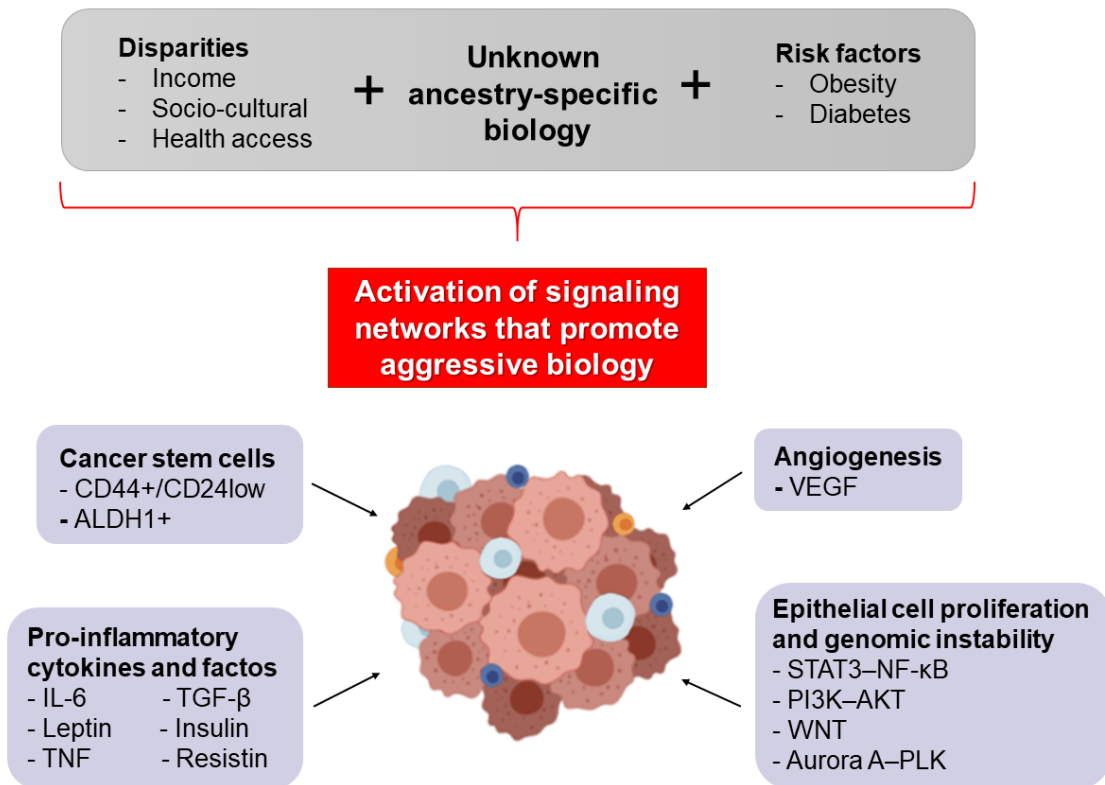 Disparities
- Income
- Socio-cultural
- Health access
+
Unknown
ancestry-specific
biology
+
Risk factors
- Obesity
- Diabetes
Activation of signaling
networks that promote
aggressive biology
Cancer stem cells
- CD44+/CD24low
- ALDH1+
Angiogenesis
- VEGF
Pro-inflammatory
cytokines and factos
- IL-6 - TGF-β
- Leptin - Insulin
- TNF - Resistin
Epithelial cell proliferation
and genomic instability
- STAT3–NF-κB
- PI3K–AKT
- WNT
- Aurora A–PLK